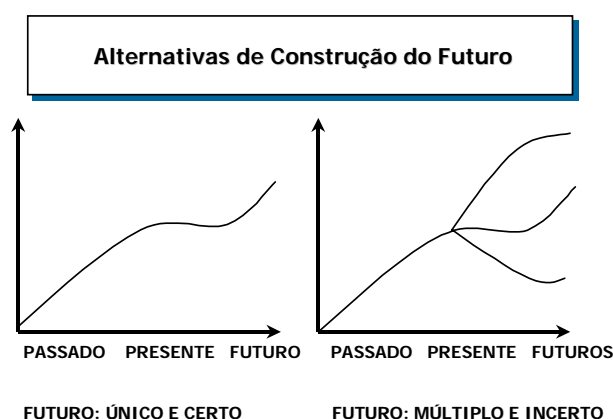 Alternativas de Construção do Futuro
PASSADO PRESENTE FUTURO
PASSADO PRESENTE FUTUROS
FUTURO: ÚNICO E CERTO
FUTURO: MÚLTIPLO E INCERTO